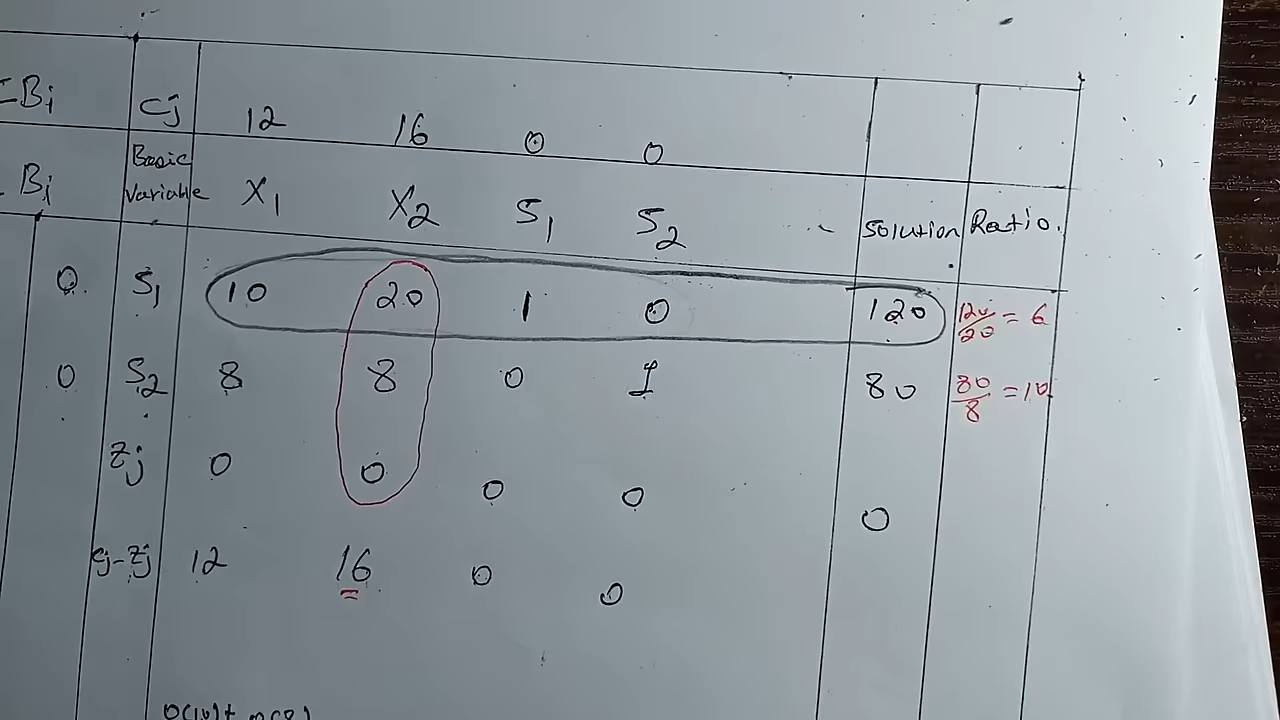 CBi Cj 12 16 0 0
Bi Basic Variable X1 X2 S1 S2 Solution Ratio.
0. S1 10 20 1 0 120 120/20 = 6
0 S2 8 8 0 1 80 80/8 = 10
Zj 0 0 0 0 0
Cj-Zj 12 16 0 0